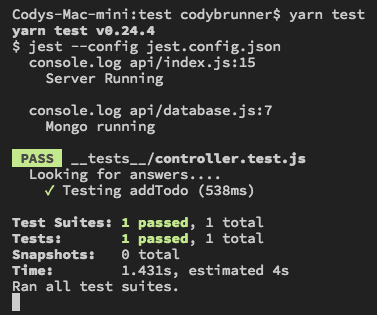 Codys-Mac-mini:test codybrunner$ yarn test
yarn test v0.24.4
$ jest --config jest.config.json
console.log api/index.js:15
Server Running
console.log api/database.js:7
Mongo running
PASS __tests__/controller.test.js
Looking for answers....
✓ Testing addTodo (538ms)
Test Suites: 1 passed, 1 total
Tests: 1 passed, 1 total
Snapshots: 0 total
Time: 1.431s, estimated 4s
Ran all test suites.